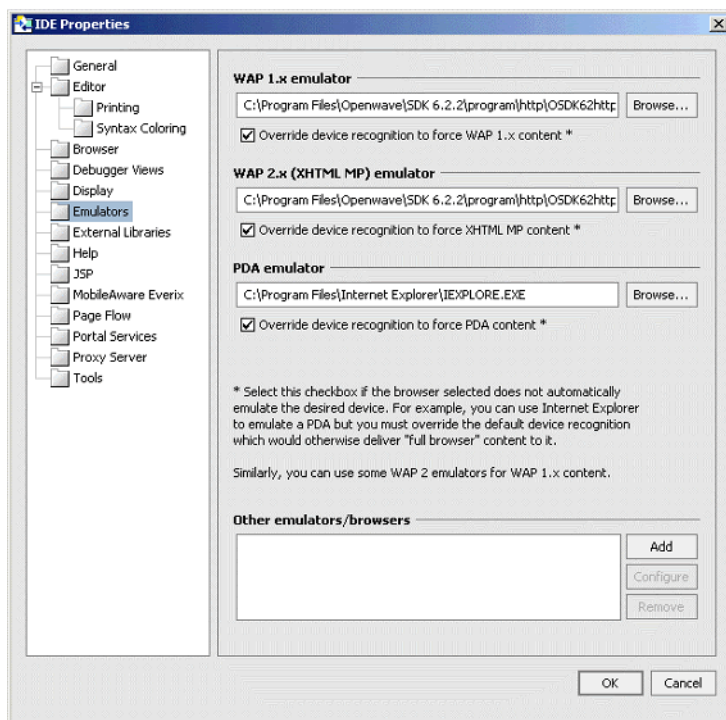 IDE Properties
General
Editor
Printing
Syntax Coloring
Browser
Debugger Views
Display
Emulators
External Libraries
Help
JSP
MobileAware Everix
Page Flow
Portal Services
Proxy Server
Tools
WAP 1.x emulator
C:\Program Files\Openwave\SDK 6.2.2\program\http\OSDK62http
Browse...
Override device recognition to force WAP 1.x content *
WAP 2.x (XHTML MP) emulator
C:\Program Files\Openwave\SDK 6.2.2\program\http\OSDK62http
Browse...
Override device recognition to force XHTML MP content *
PDA emulator
C:\Program Files\Internet Explorer\IEXPLORE.EXE
Browse...
Override device recognition to force PDA content *
* Select this checkbox if the browser selected does not automatically
emulate the desired device. For example, you can use Internet Explorer
to emulate a PDA but you must override the default device recognition
which would otherwise deliver "full browser" content to it.
Similarly, you can use some WAP 2 emulators for WAP 1.x content.
Other emulators/browsers
Add
Configure
Remove
OK
Cancel